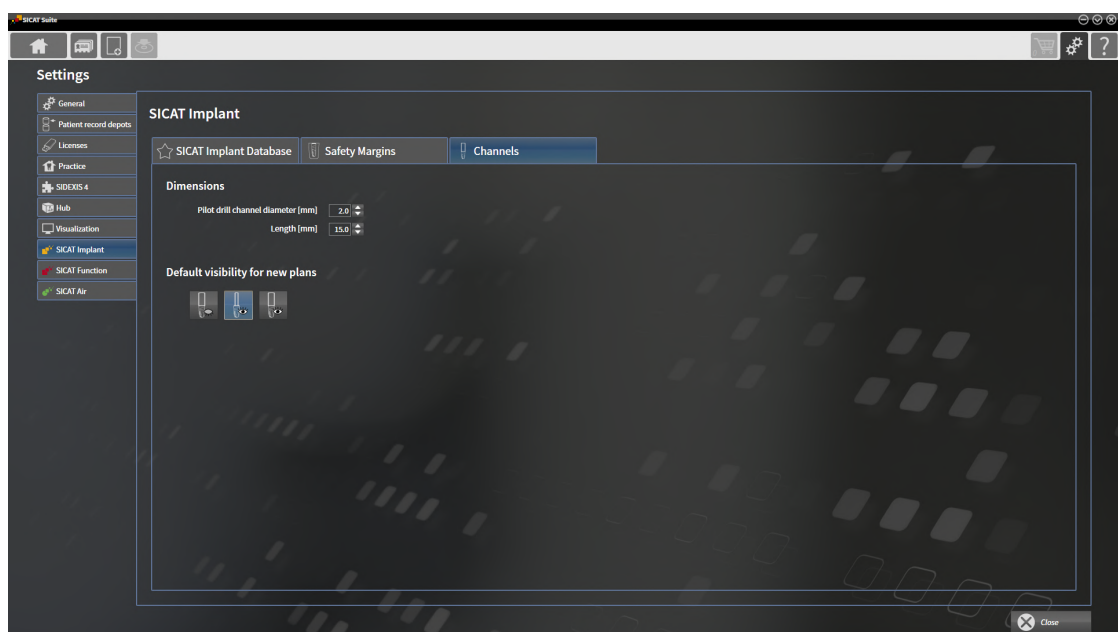 SICAT Suite
?
Settings
General
Patient record depots
Licenses
Practice
SIDEXIS 4
Hub
Visualization
SICAT Implant
SICAT Function
SICAT Air
SICAT Implant
SICAT Implant Database
Safety Margins
Channels
Dimensions
Pilot drill channel diameter [mm] 2.0
Length [mm] 15.0
Default visibility for new plans
Close